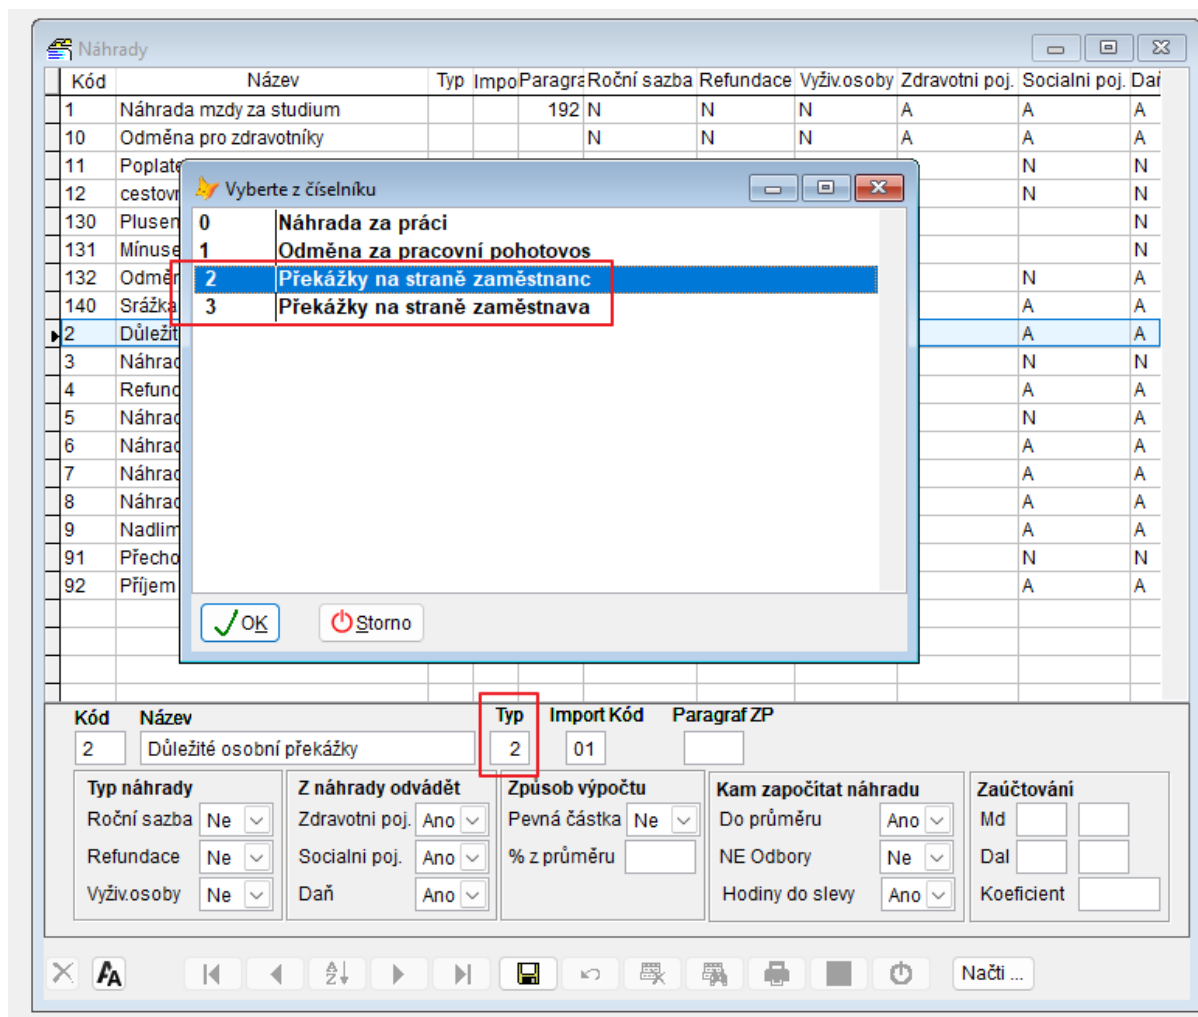 Náhrady
Kód Název Typ Impo Paragra Roční sazba Refundace Vyživ.osoby Zdravotni poj. Socialni poj. Daň
1 Náhrada mzdy za studium 192 N N N A A A
10 Odměna pro zdravotníky N N N A A A
11 Poplate N N
12 cestovn N N
130 Plusen N
131 Mínuse N
132 Odměn N A
140 Srážka A A
2 Důležit A A
3 Náhrad N N
4 Refund A A
5 Náhrad N A
6 Náhrad A A
7 Náhrad A A
8 Náhrad A A
9 Nadlim A A
91 Přecho N N
92 Příjem A A
Vyberte z číselníku
0 Náhrada za práci
1 Odměna za pracovní pohotovos
2 Překážky na straně zaměstnanc
3 Překážky na straně zaměstnava
OK Storno
Kód Název Typ Import Kód Paragraf ZP
2 Důležité osobní překážky 2 01
Typ náhrady Z náhrady odvádět Způsob výpočtu Kam započítat náhradu Zaúčtování
Roční sazba Ne Zdravotni poj. Ano Pevná částka Ne Do průměru Ano Md
Refundace Ne Socialni poj. Ano % z průměru NE Odbory Ne Dal
Vyživ.osoby Ne Daň Ano Hodiny do slevy Ano Koeficient
Načti ...